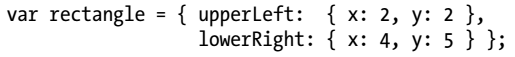 var rectangle = { upperLeft: { x: 2, y: 2 },
lowerRight: { x: 4, y: 5 } };